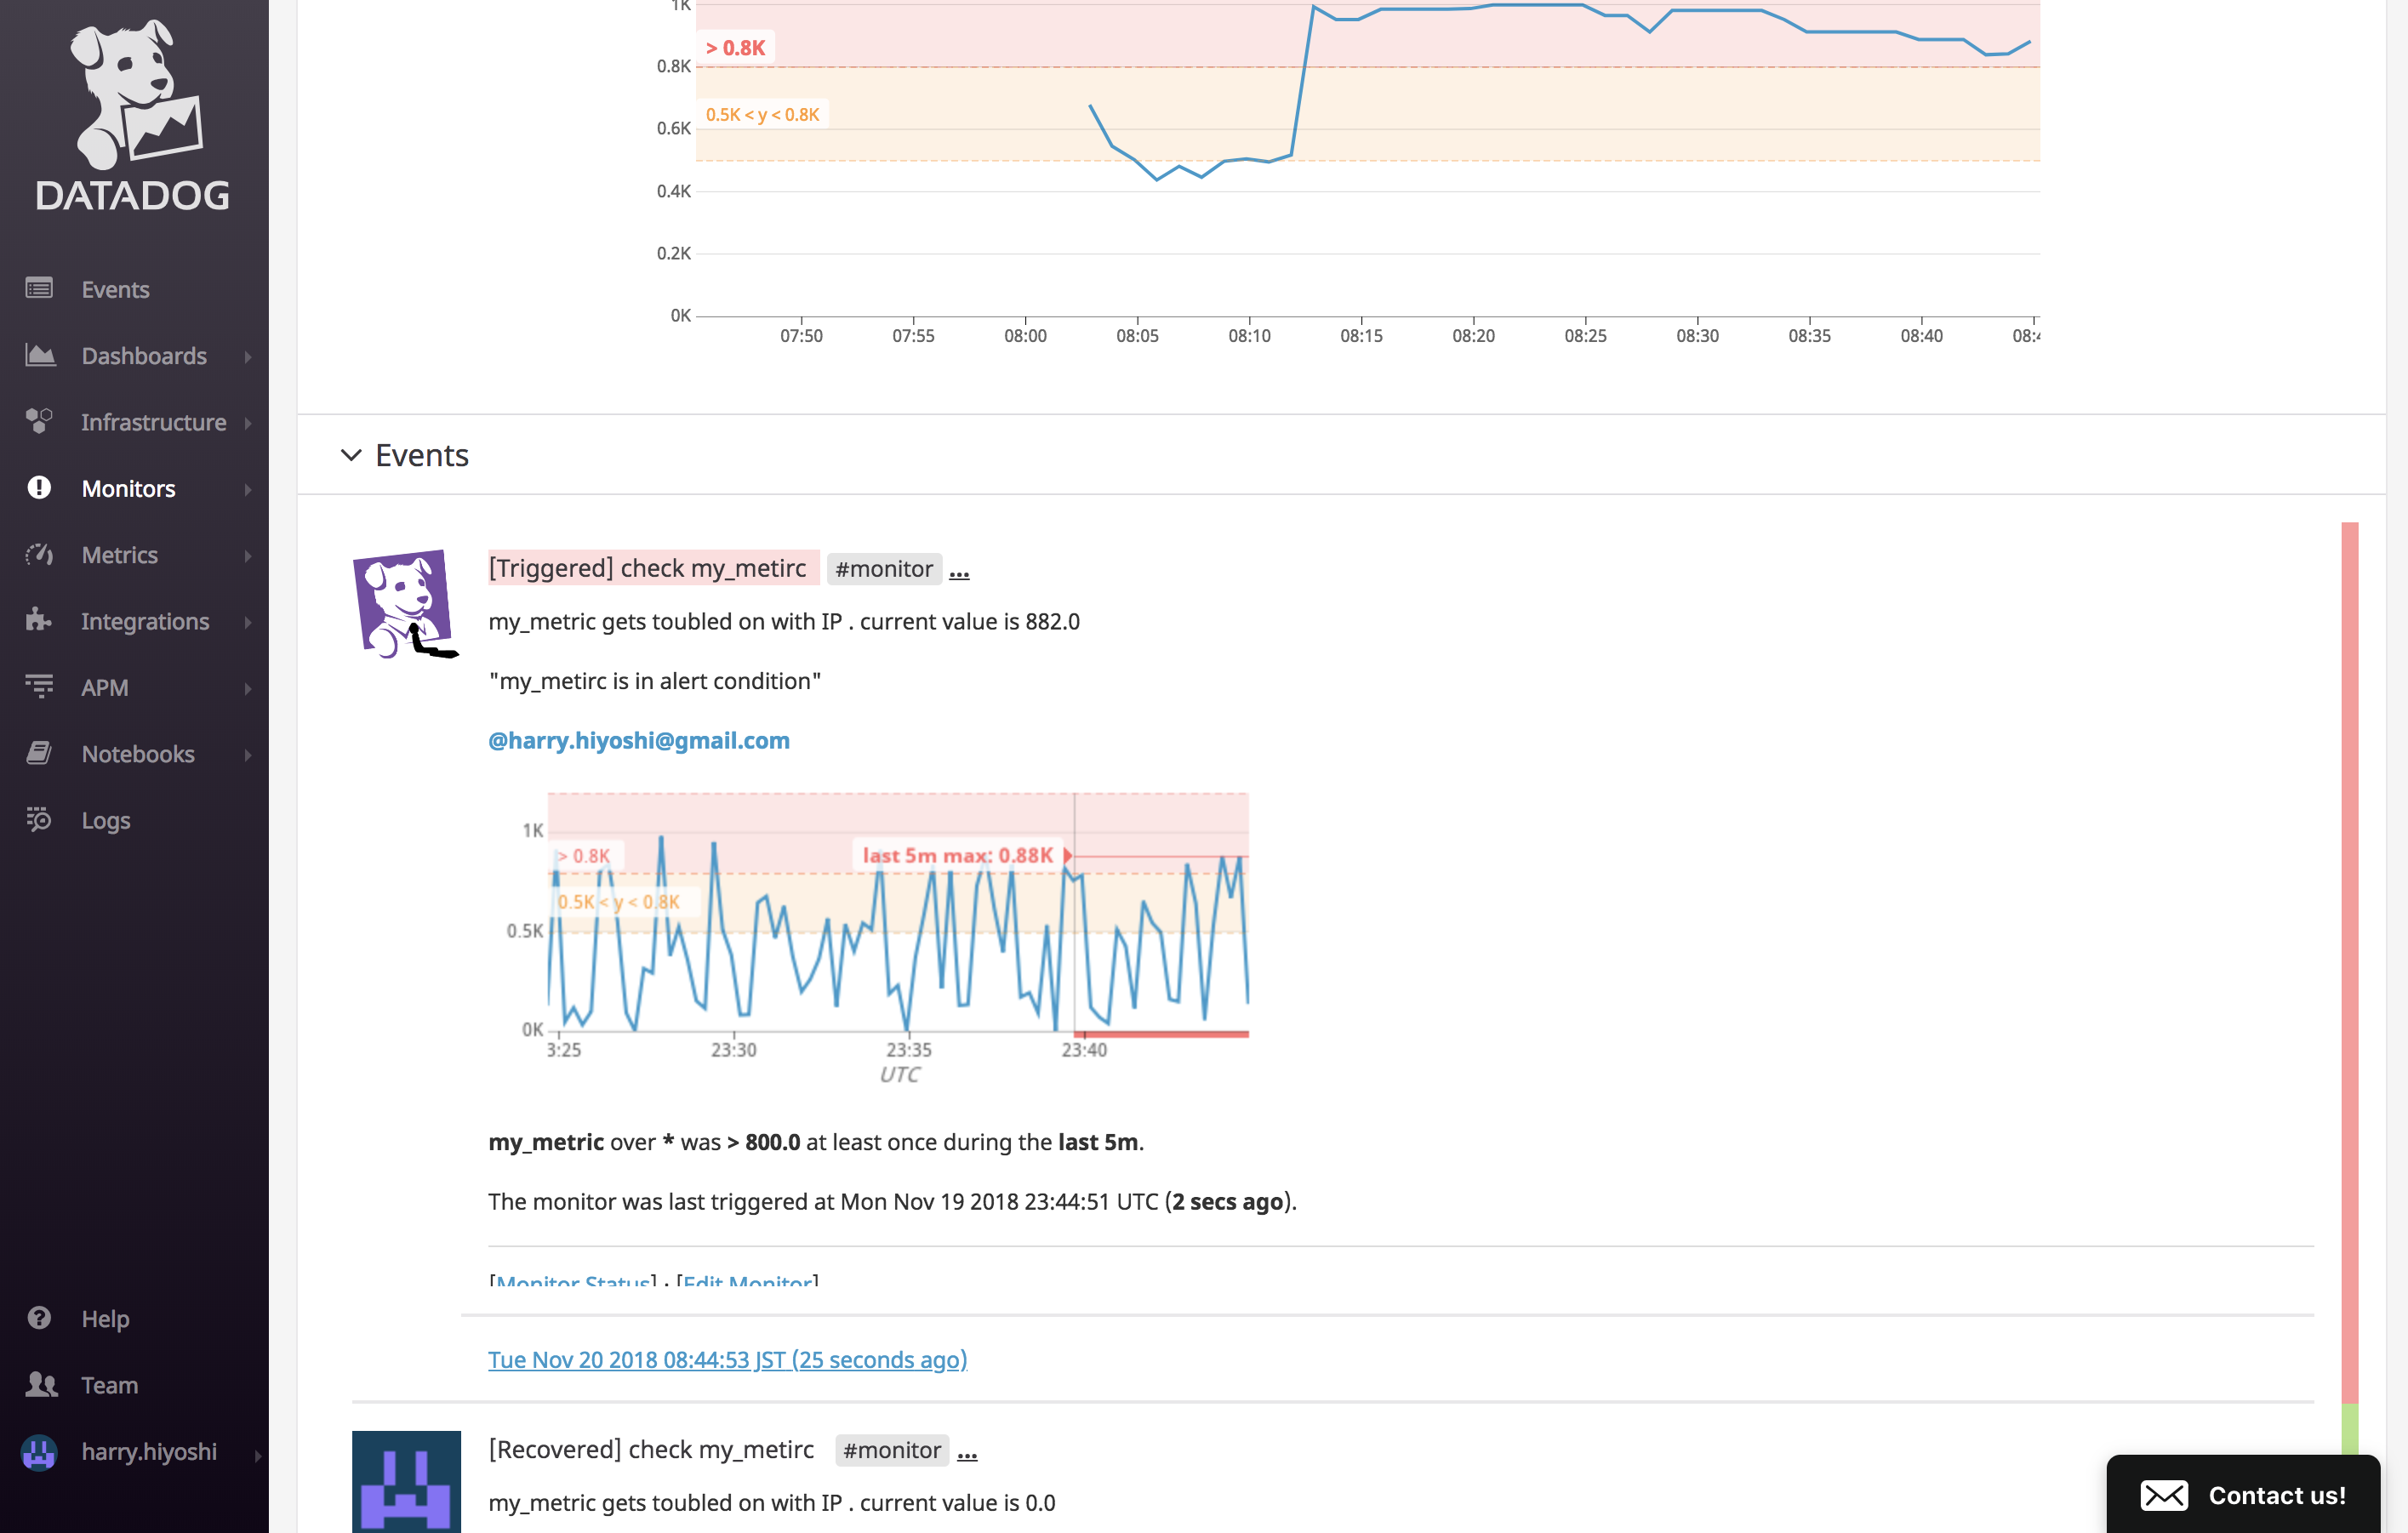 DATADOG
Events
Dashboards
Infrastructure
Monitors
Metrics
Integrations
APM
Notebooks
Logs
Help
Team
harry.hiyoshi
1K
> 0.8K
0.8K
0.5K < y < 0.8K
0.6K
0.4K
0.2K
0K
07:50 07:55 08:00 08:05 08:10 08:15 08:20 08:25 08:30 08:35 08:40 08:4
Events
[Triggered] check my_metirc #monitor ...
my_metric gets toubled on with IP . current value is 882.0
"my_metirc is in alert condition"
@harry.hiyoshi@gmail.com
1K
> 0.8K
last 5m max: 0.88K
0.5K < y < 0.8K
0.5K
0K
3:25 23:30 23:35 23:40
UTC
my_metric over * was > 800.0 at least once during the last 5m.
The monitor was last triggered at Mon Nov 19 2018 23:44:51 UTC (2 secs ago).
[Monitor Status] · [Edit Monitor]
Tue Nov 20 2018 08:44:53 JST (25 seconds ago)
[Recovered] check my_metirc #monitor ...
my_metric gets toubled on with IP . current value is 0.0
Contact us!